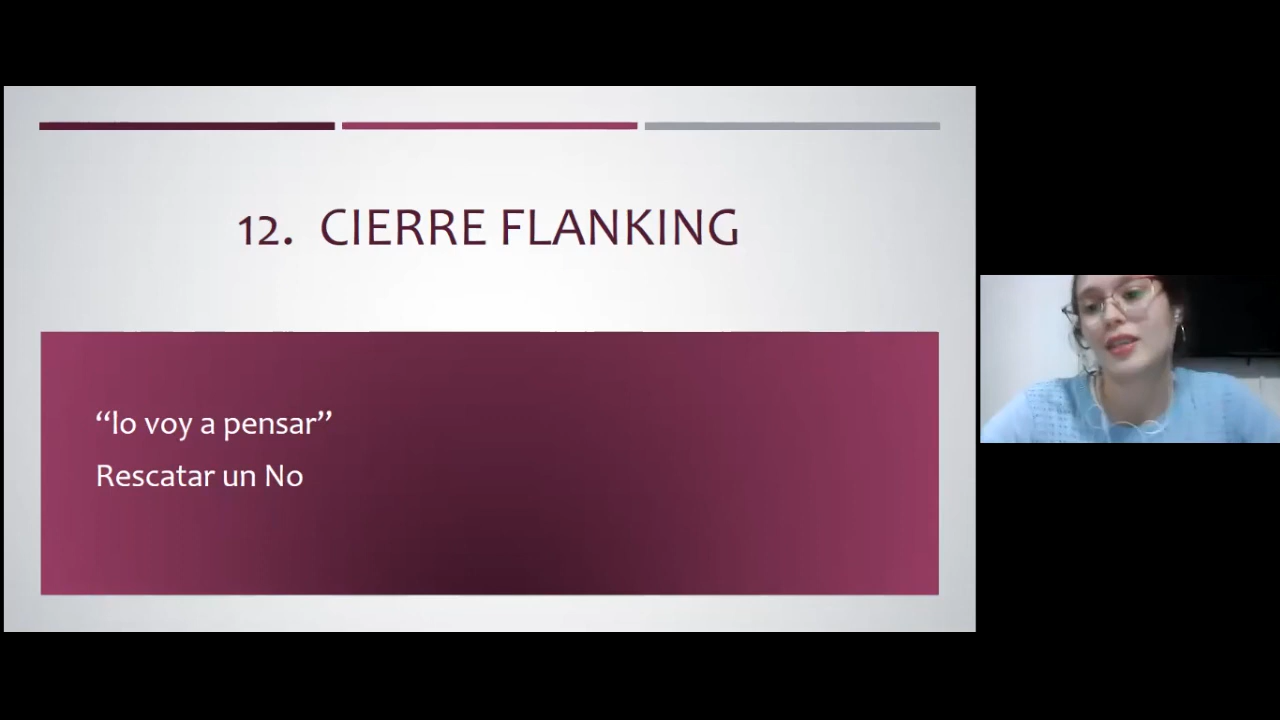 12. CIERRE FLANKING
“lo voy a pensar”
Rescatar un No